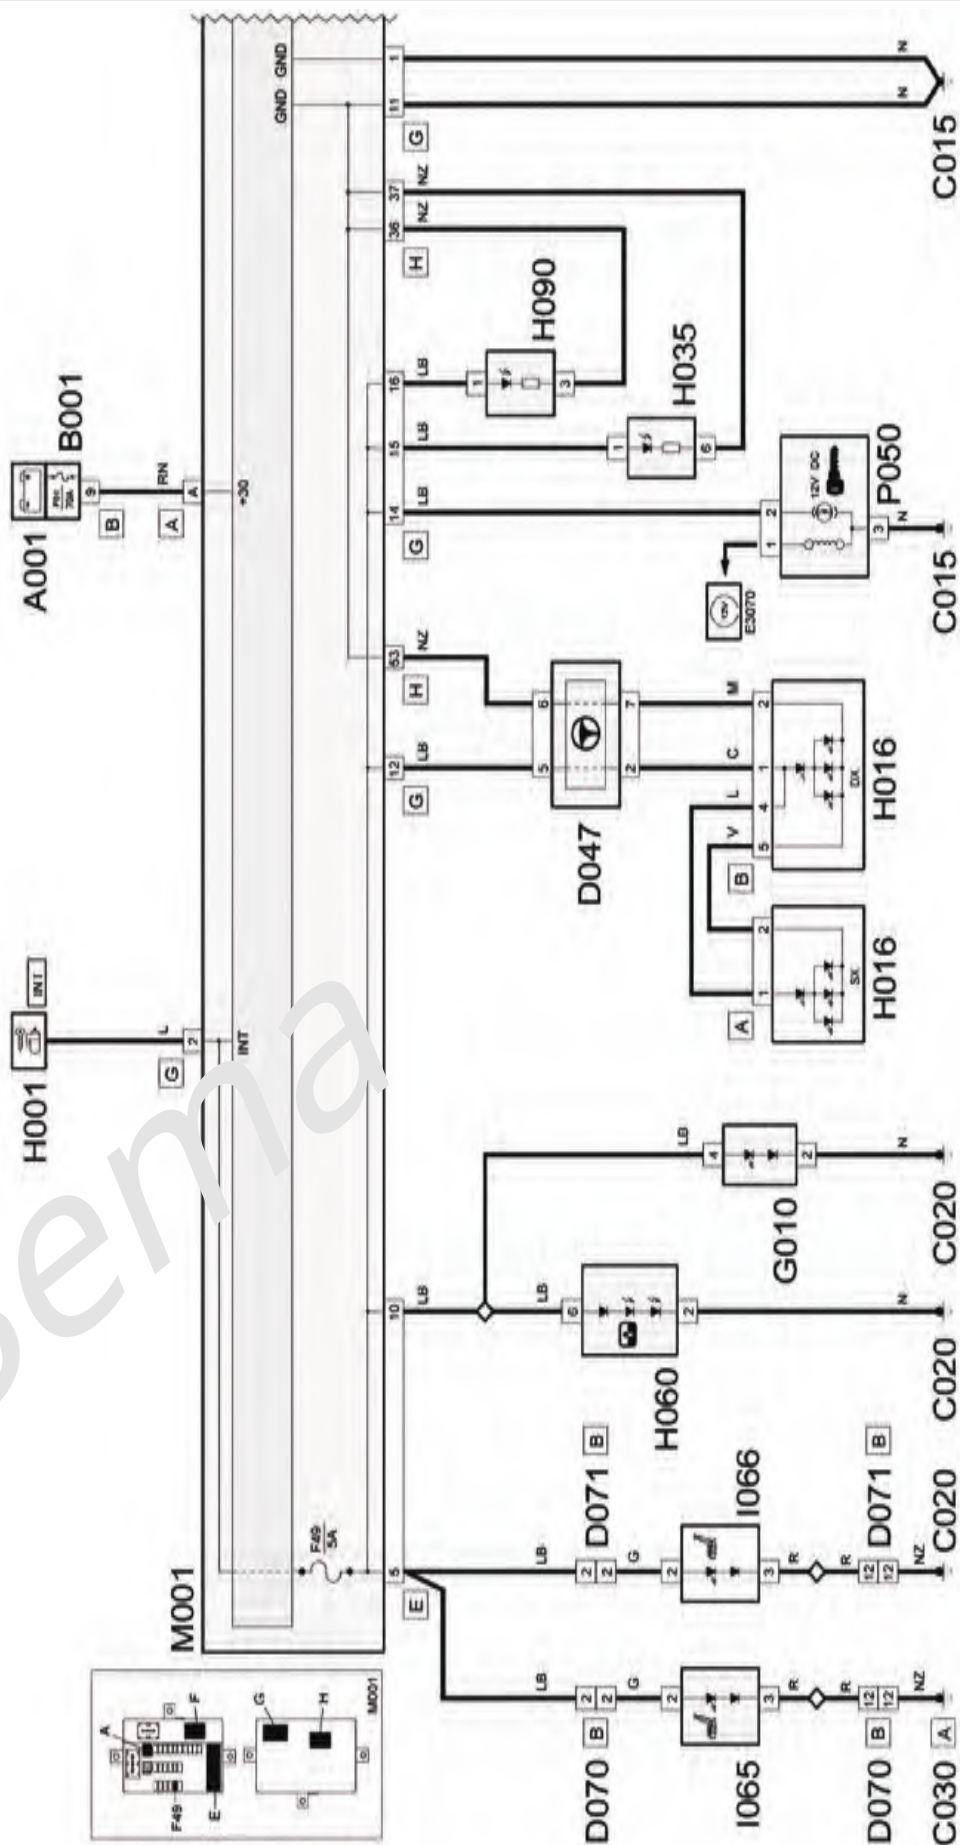 A001
B001
F01
70A
9
B
RN
A
A
+30
H001
INT
L
G
2
INT
M001
A
F
F49
E
G
H
M001
F49
5A
GND
GND
5
E
10
LB
12
G
LB
63
H
NZ
14
G
LB
15
LB
16
LB
36
H
NZ
37
NZ
11
G
1
N
N
C015
1
H090
3
1
H035
6
1
2
12V DC
P050
3
N
C015
12V
E3070
5
6
D047
2
7
C
M
L
V
B
5
4
1
2
DX
H016
A
1
2
SX
H016
LB
4
G010
2
N
C020
LB
6
H060
2
N
C020
LB
2
2
D071
B
G
2
I066
3
R
R
12
12
D071
B
NZ
C020
LB
2
2
D070
B
G
2
I065
3
R
R
12
12
D070
B
NZ
C030
A
sema